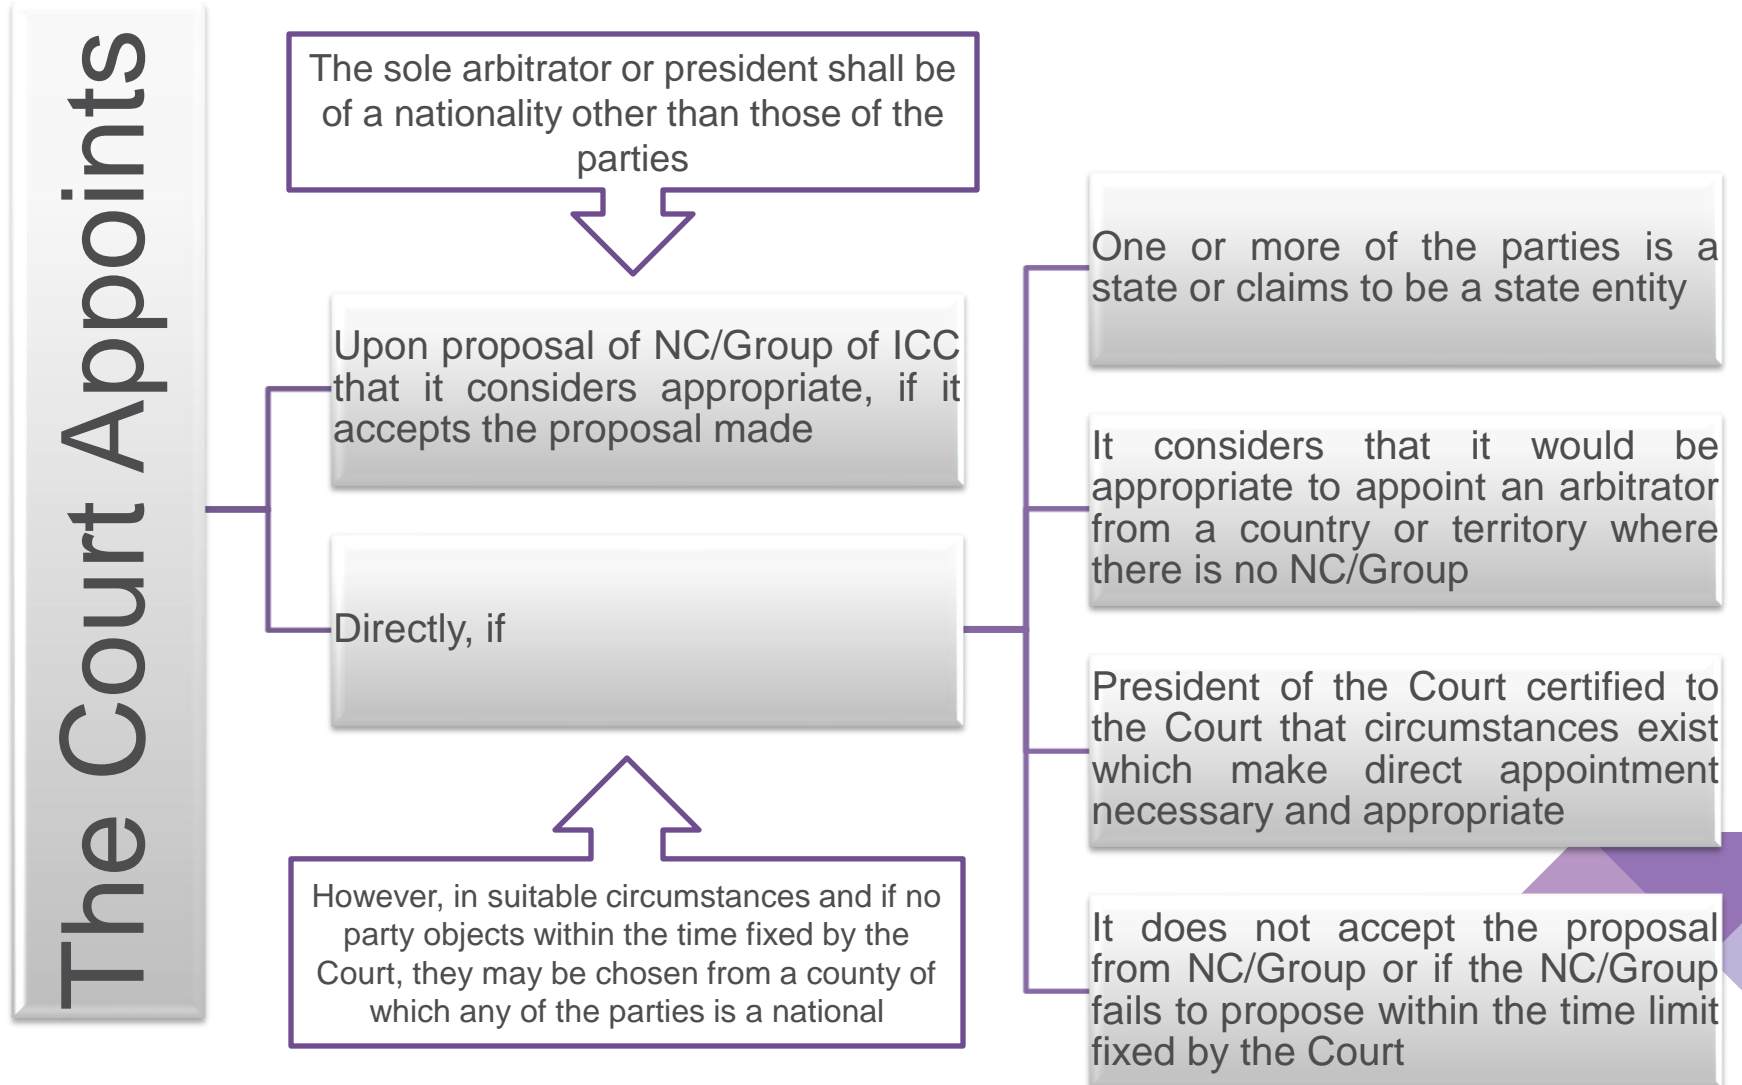 The Court Appoints
The sole arbitrator or president shall be
of a nationality other than those of the
parties
Upon proposal of NC/Group of ICC
that it considers appropriate, if it
accepts the proposal made
Directly, if
However, in suitable circumstances and if no
party objects within the time fixed by the
Court, they may be chosen from a county of
which any of the parties is a national
One or more of the parties is a
state or claims to be a state entity
It considers that it would be
appropriate to appoint an arbitrator
from a country or territory where
there is no NC/Group
President of the Court certified to
the Court that circumstances exist
which make direct appointment
necessary and appropriate
It does not accept the proposal
from NC/Group or if the NC/Group
fails to propose within the time limit
fixed by the Court